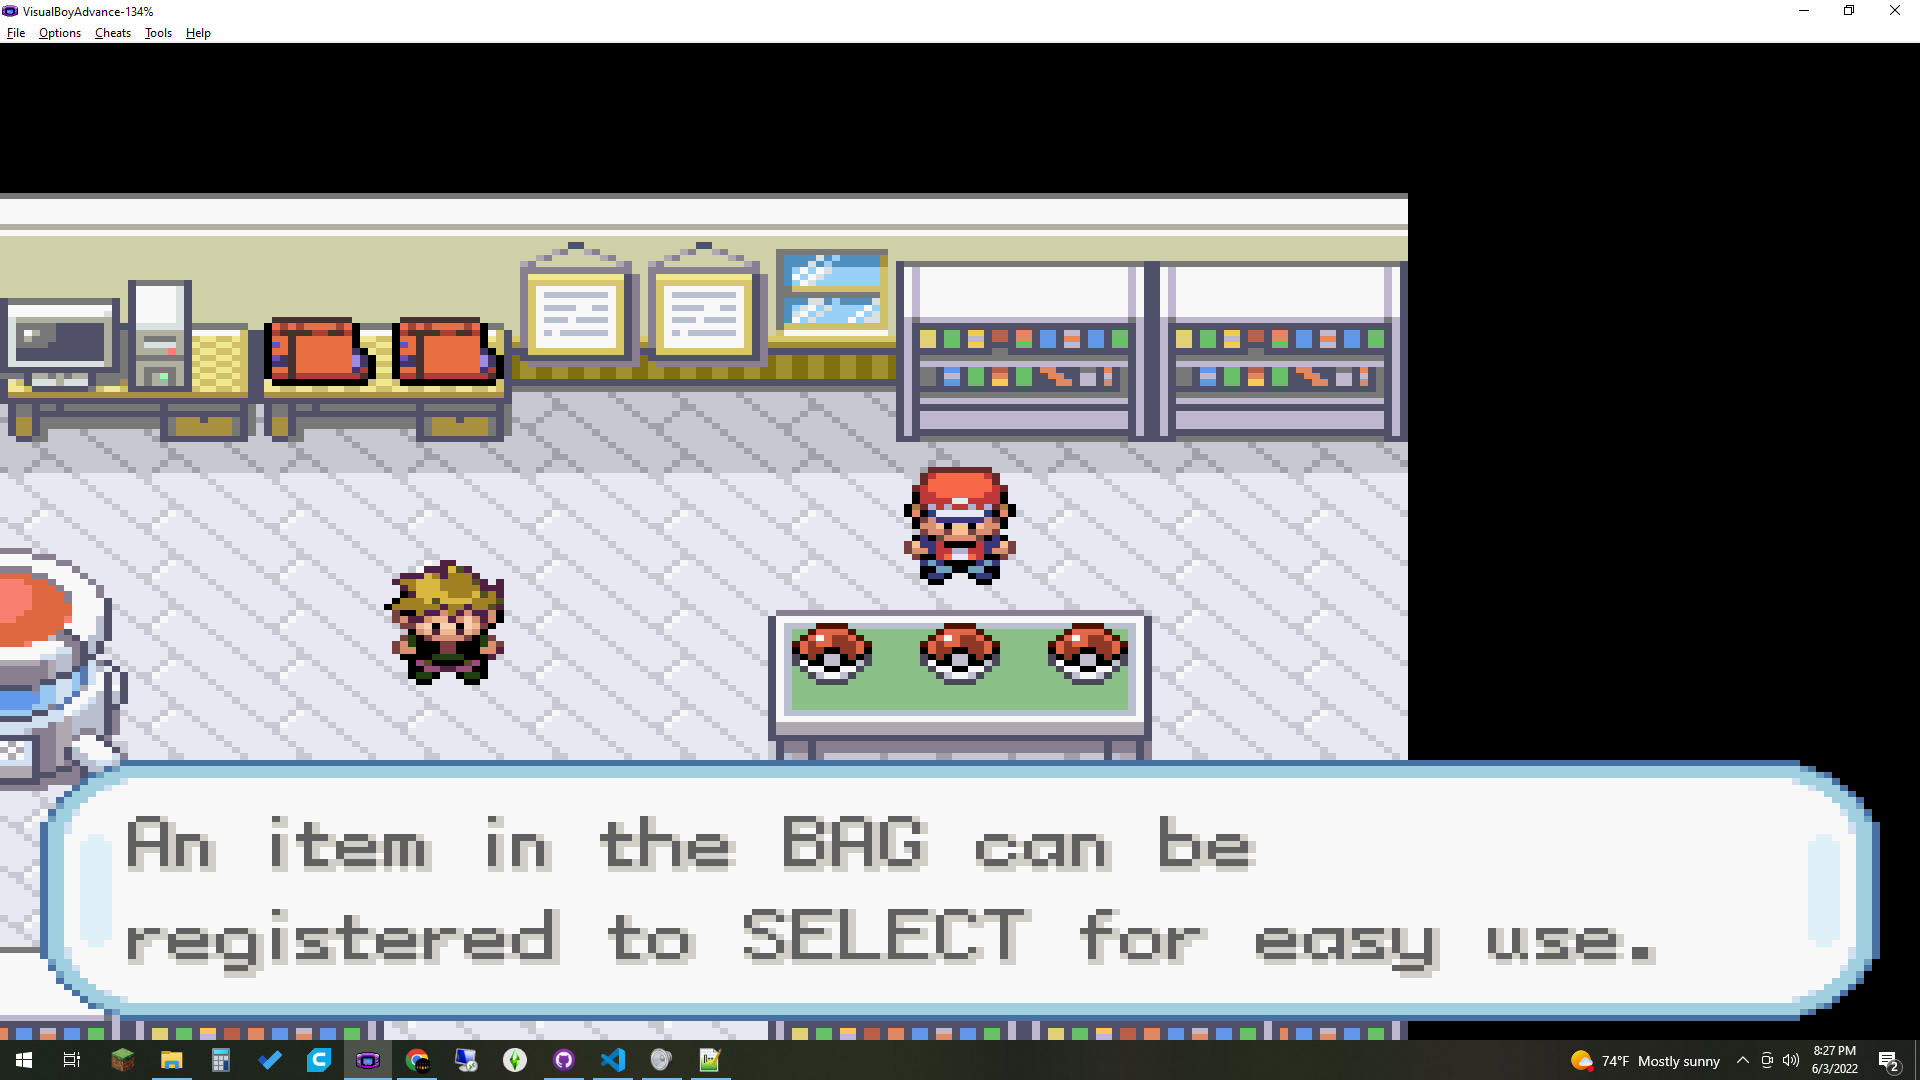 VisualBoyAdvance-134%
File Options Cheats Tools Help
An item in the BAG can be
registered to SELECT for easy use.
74°F Mostly sunny
8:27 PM
6/3/2022
2